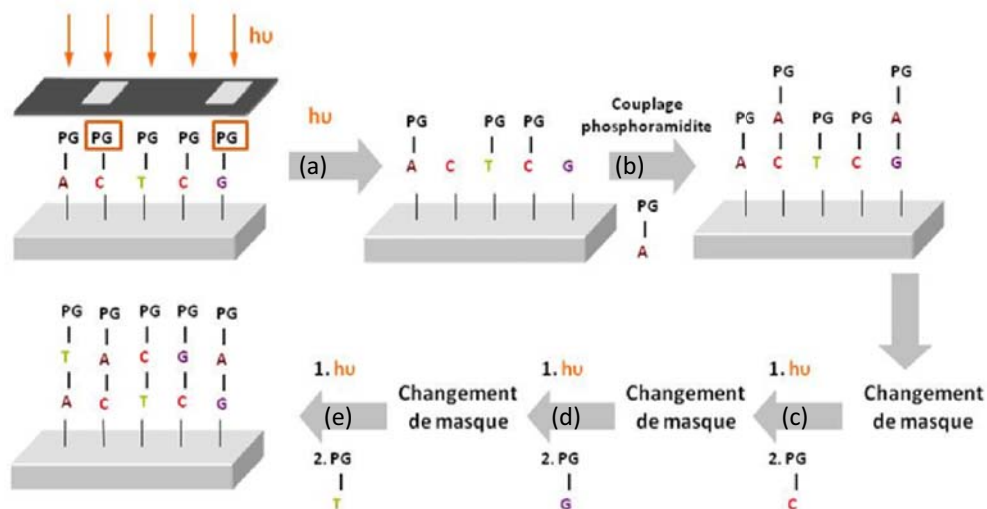 hυ
PG PG PG PG PG
A C T C G
hυ
(a)
PG PG PG
A C T C G
Couplage
phosphoramidite
(b)
PG
A
PG PG
PG A PG PG A
A C T C G
PG PG PG PG PG
T A C G A
A C T C G
1. hυ
(e)
2. PG
T
Changement
de masque
1. hυ
(d)
2. PG
G
Changement
de masque
1. hυ
(c)
2. PG
C
Changement
de masque